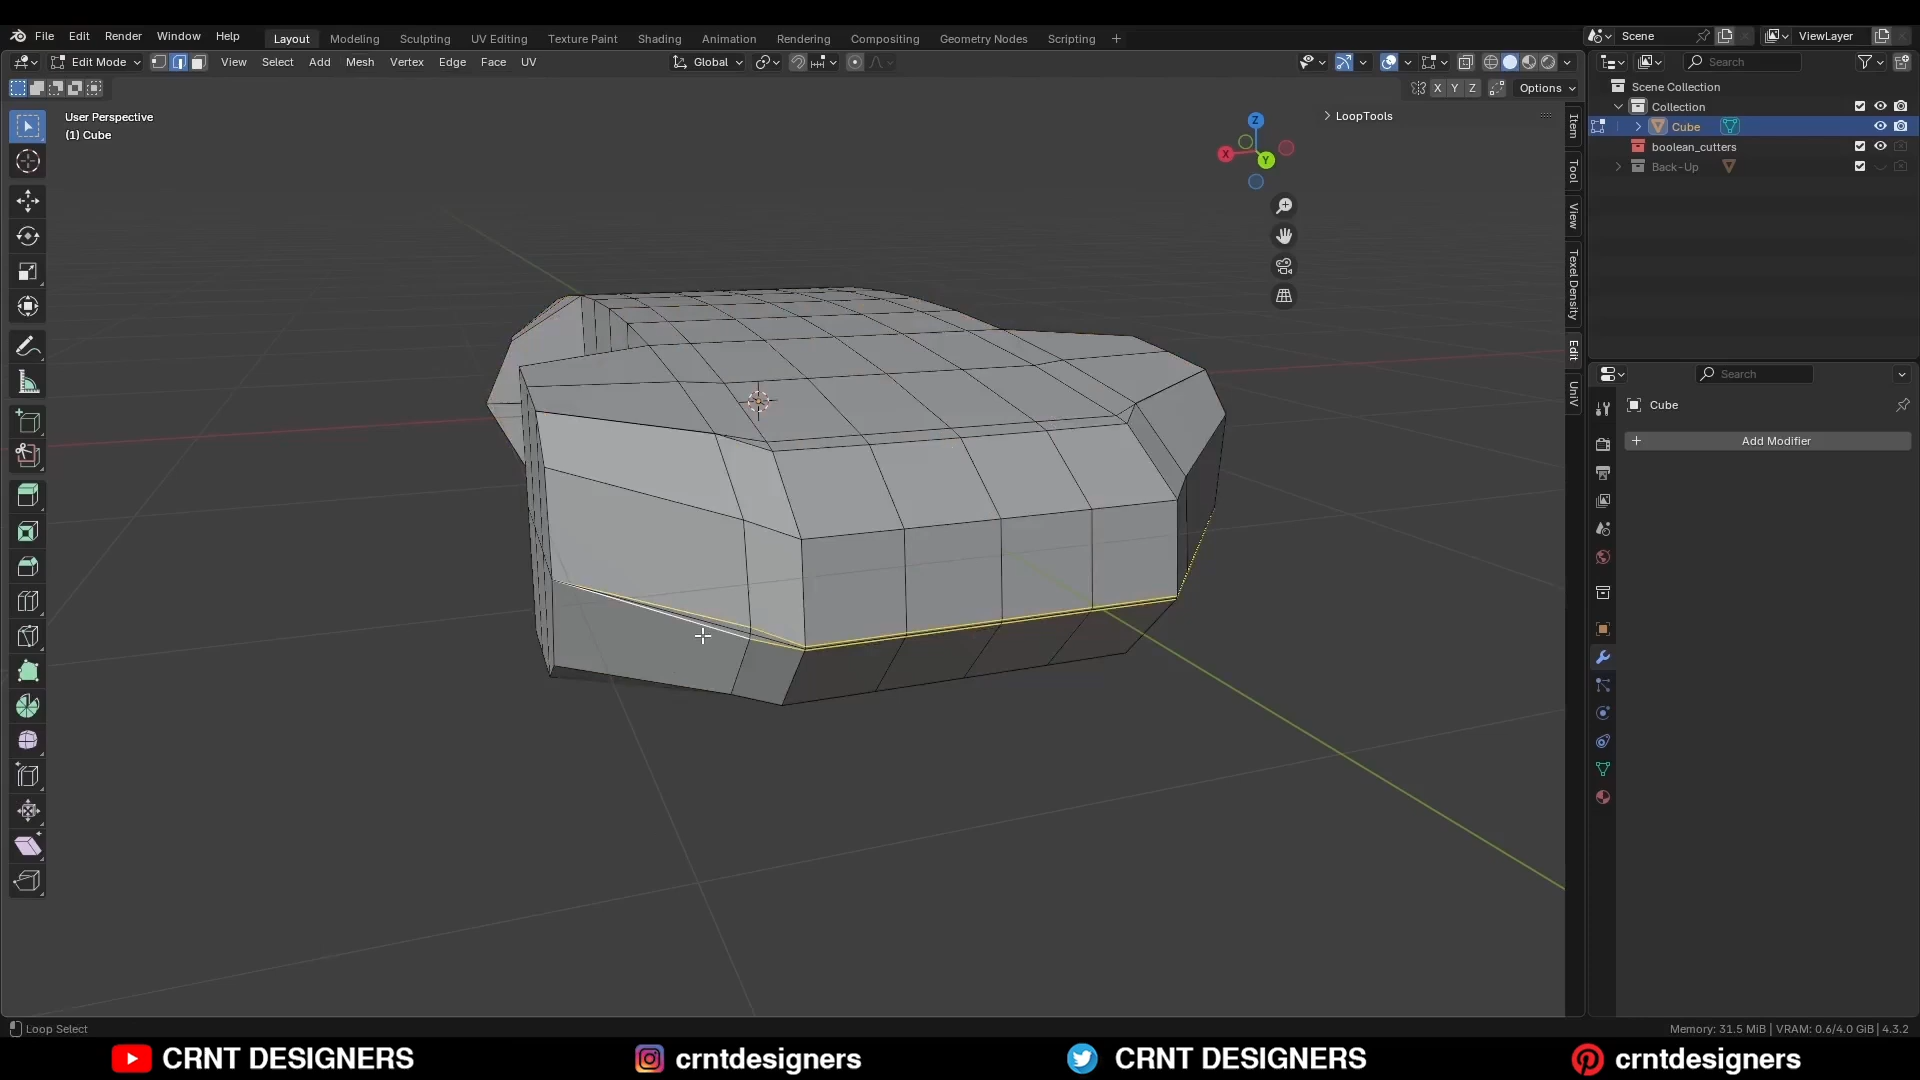 File Edit Render Window Help Layout Modeling Sculpting UV Editing Texture Paint Shading Animation Rendering Compositing Geometry Nodes Scripting + Scene ViewLayer
Edit Mode View Select Add Mesh Vertex Edge Face UV Global Search
X Y Z Options
User Perspective
(1) Cube
LoopTools
Z
X
Y
Item
Tool
View
Texel Density
Edit
UniV
Scene Collection
Collection
Cube
boolean_cutters
Back-Up
Search
Cube
+ Add Modifier
Loop Select
Memory: 31.5 MiB | VRAM: 0.6/4.0 GiB | 4.3.2
CRNT DESIGNERS crntdesigners CRNT DESIGNERS crntdesigners